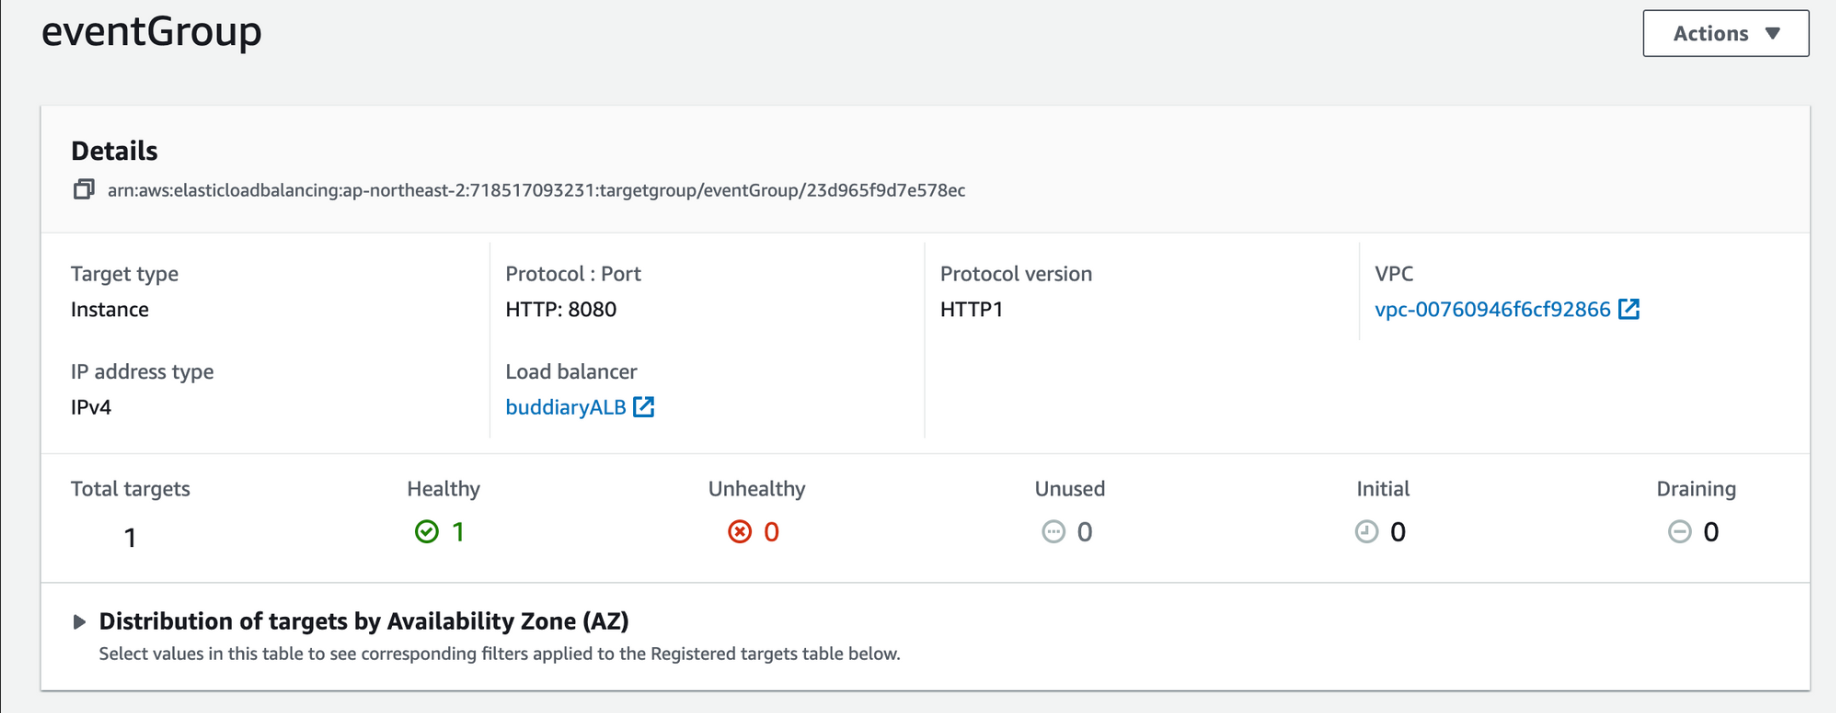 eventGroup
Actions
Details
arn:aws:elasticloadbalancing:ap-northeast-2:718517093231:targetgroup/eventGroup/23d965f9d7e578ec
Target type
Instance
Protocol : Port
HTTP: 8080
Protocol version
HTTP1
VPC
vpc-00760946f6cf92866
IP address type
IPv4
Load balancer
buddiaryALB
Total targets
1
Healthy
1
Unhealthy
0
Unused
0
Initial
0
Draining
0
Distribution of targets by Availability Zone (AZ)
Select values in this table to see corresponding filters applied to the Registered targets table below.